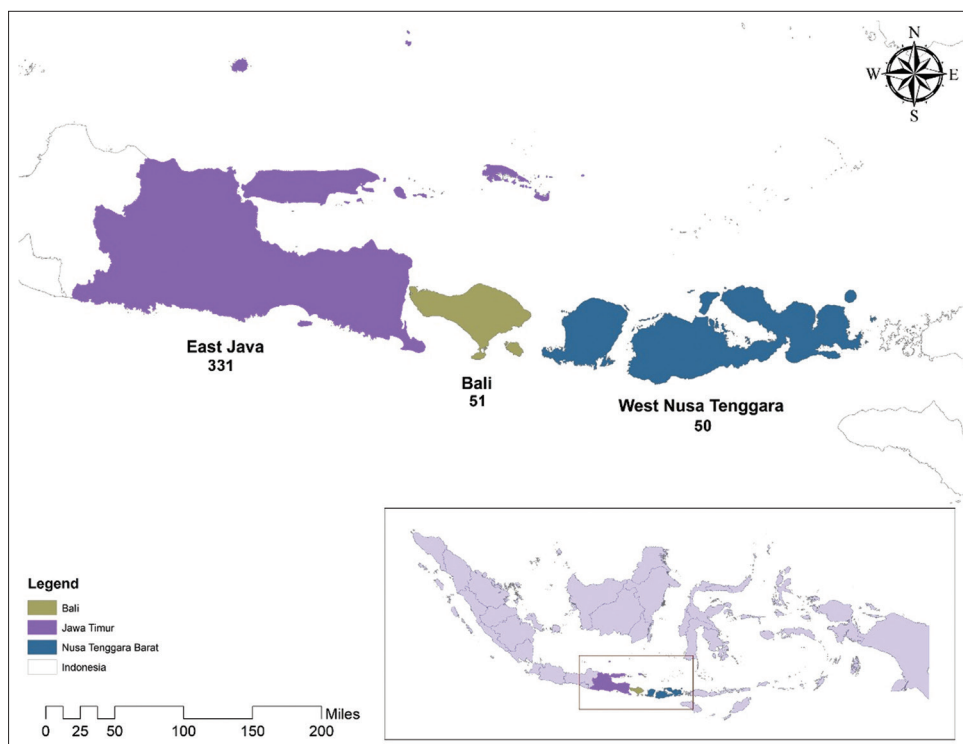 N
W E
S
East Java
331
Bali
51
West Nusa Tenggara
50
Legend
Bali
Jawa Timur
Nusa Tenggara Barat
Indonesia
Miles
0 25 50 100 150 200